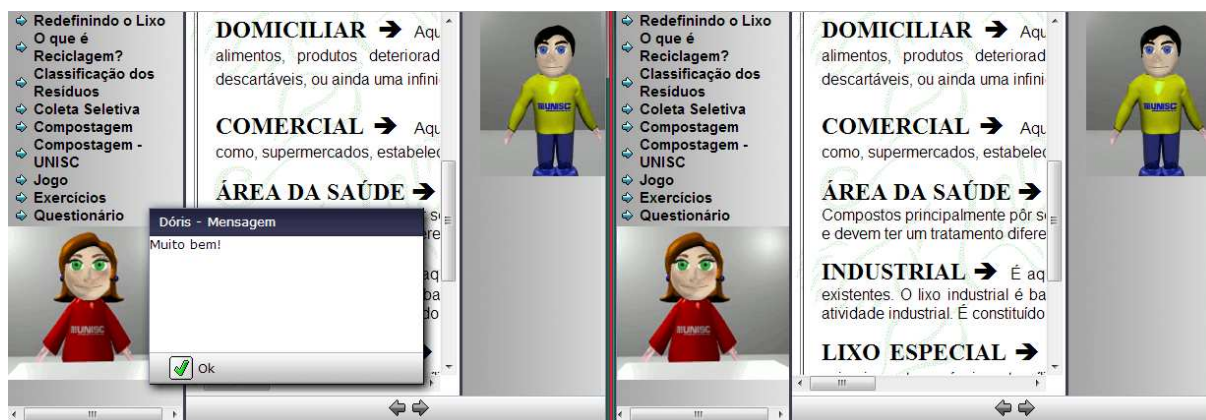 Redefinindo o Lixo
O que é
Reciclagem?
Classificação dos
Resíduos
Coleta Seletiva
Compostagem
Compostagem -
UNISC
Jogo
Exercícios
Questionário
DOMICILIAR ➔ Aqu
alimentos, produtos deteriorad
descartáveis, ou ainda uma infini
COMERCIAL ➔ Aqu
como, supermercados, estabelec
ÁREA DA SAÚDE ➔
UNISC
UNISC
Dóris - Mensagem
Muito bem!
Ok
Redefinindo o Lixo
O que é
Reciclagem?
Classificação dos
Resíduos
Coleta Seletiva
Compostagem
Compostagem -
UNISC
Jogo
Exercícios
Questionário
DOMICILIAR ➔ Aqu
alimentos, produtos deteriorad
descartáveis, ou ainda uma infini
COMERCIAL ➔ Aqu
como, supermercados, estabelec
ÁREA DA SAÚDE ➔
Compostos principalmente pôr se
e devem ter um tratamento difere
INDUSTRIAL ➔ É aq
existentes. O lixo industrial é ba
atividade industrial. É constituído
LIXO ESPECIAL ➔
UNISC
UNISC